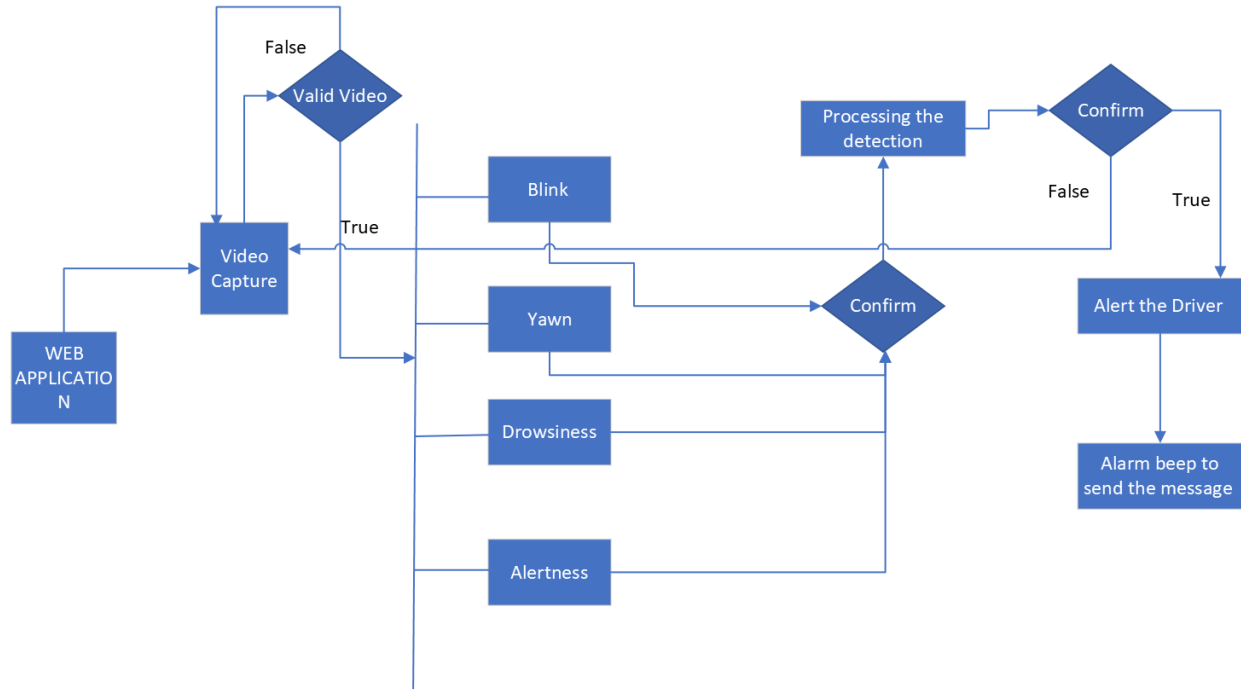 False
Valid Video
True
Video
Capture
WEB
APPLICATIO
N
Blink
Yawn
Drowsiness
Alertness
Confirm
Processing the
detection
Confirm
False
True
Alert the Driver
Alarm beep to
send the message